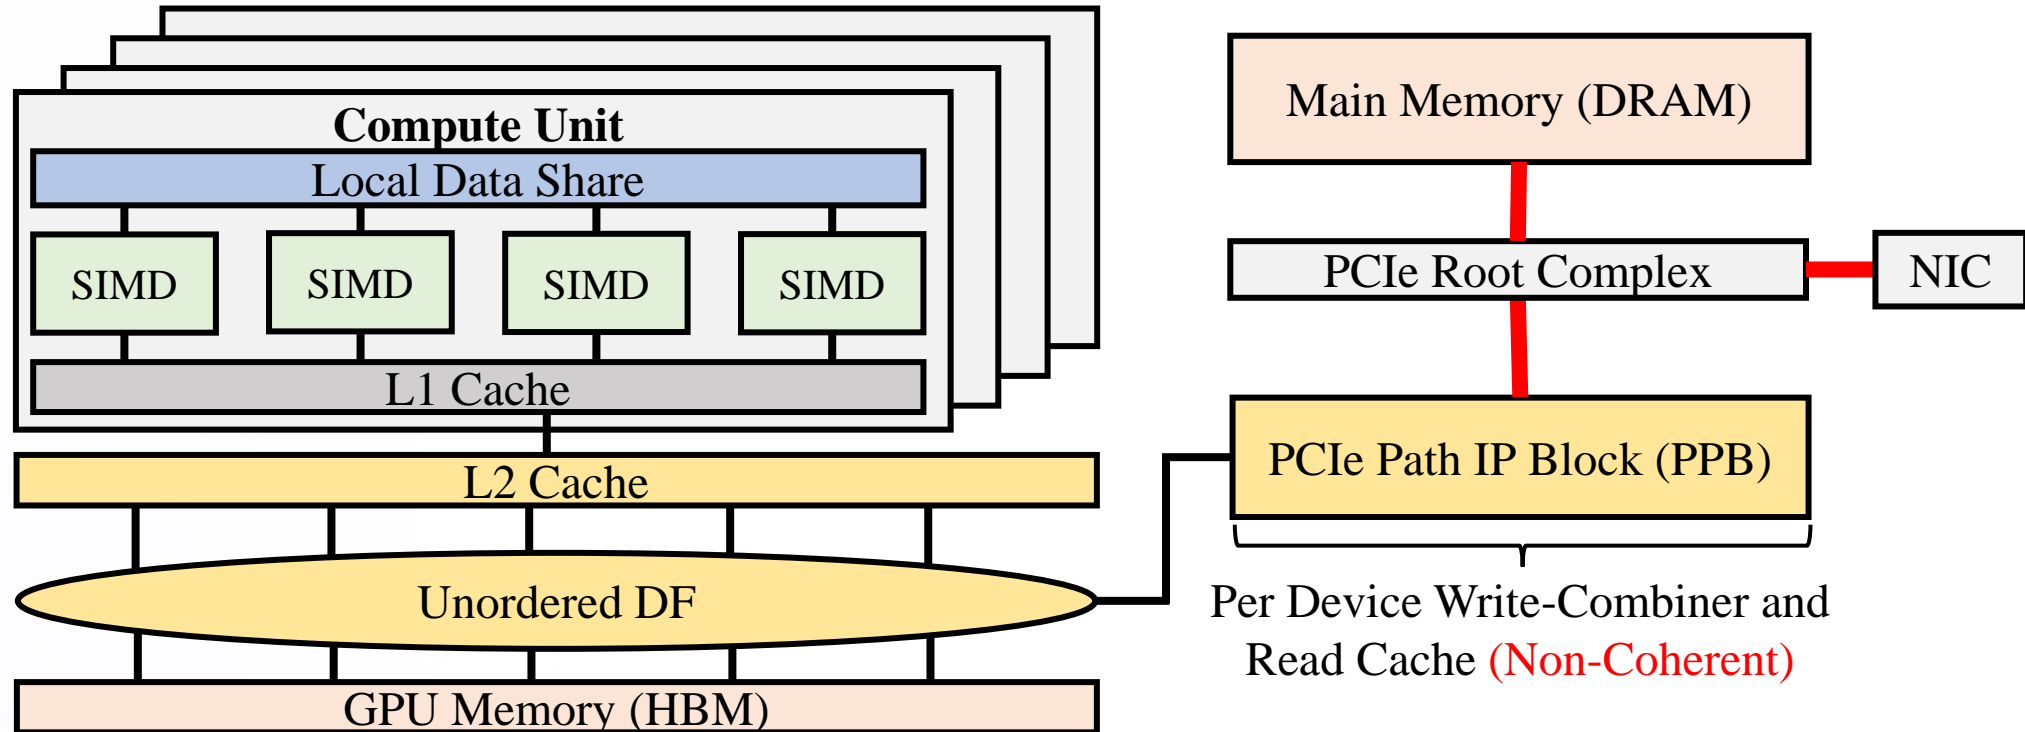 Compute Unit
Local Data Share
SIMD
SIMD
SIMD
SIMD
L1 Cache
L2 Cache
Unordered DF
GPU Memory (HBM)
Main Memory (DRAM)
PCIe Root Complex
NIC
PCIe Path IP Block (PPB)
Per Device Write-Combiner and
Read Cache (Non-Coherent)